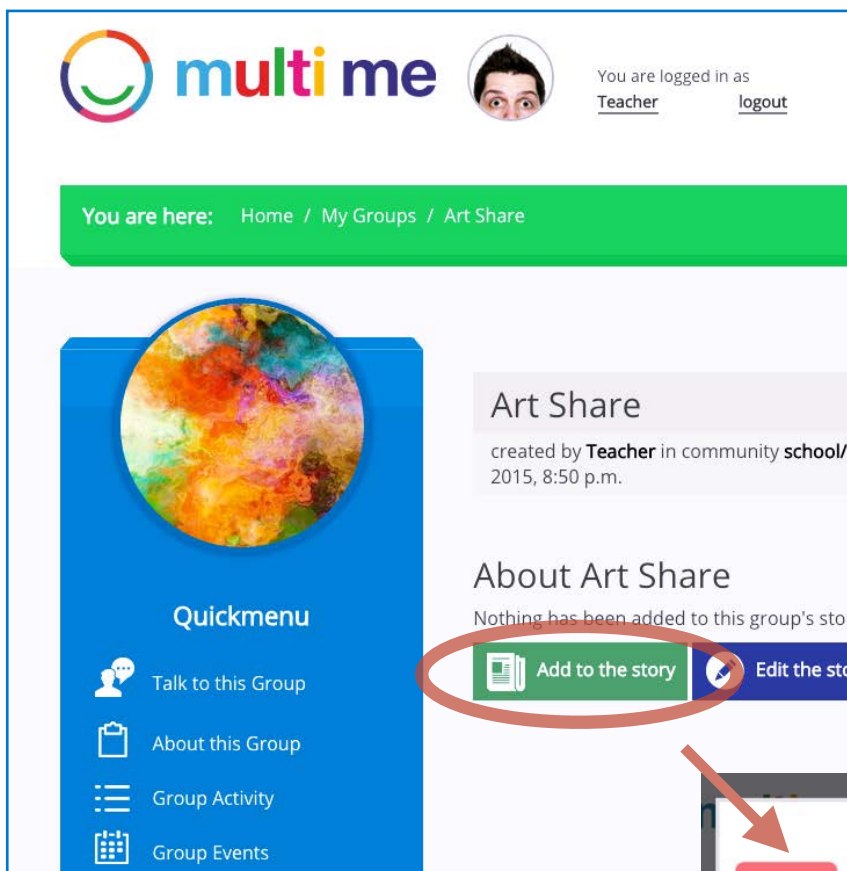 multi me
You are logged in as
Teacher logout
You are here: Home / My Groups / Art Share
Art Share
created by Teacher in community school/
2015, 8:50 p.m.
About Art Share
Nothing has been added to this group's sto
Add to the story Edit the sto
Quickmenu
Talk to this Group
About this Group
Group Activity
Group Events